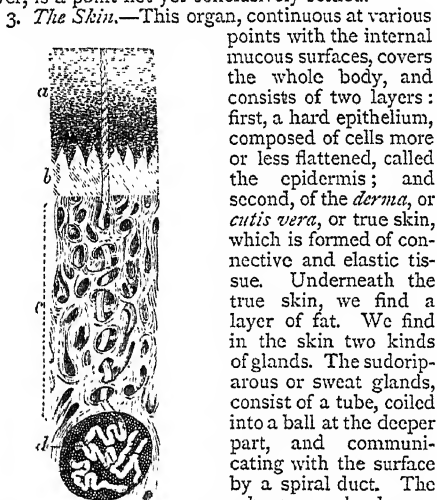 is a point not yet conclusively
3. The Skin.—This organ, continuous at various
points with the internal
mucous surfaces, covers
the whole body, and
consists of two layers:
first, a hard epithelium,
composed of cells more
or less flattened, called
the epidermis; and
second, of the derma, or
cutis vera, or true skin,
which is formed of con-
nective and elastic tis-
sue. Underneath the
true skin, we find a
layer of fat. We find
in the skin two kinds
of glands. The sudorip-
arous or sweat glands,
consist of a tube, coiled
into a ball at the deeper
part, and communi-
cating with the surface
by a spiral duct. The
a
b
c
d